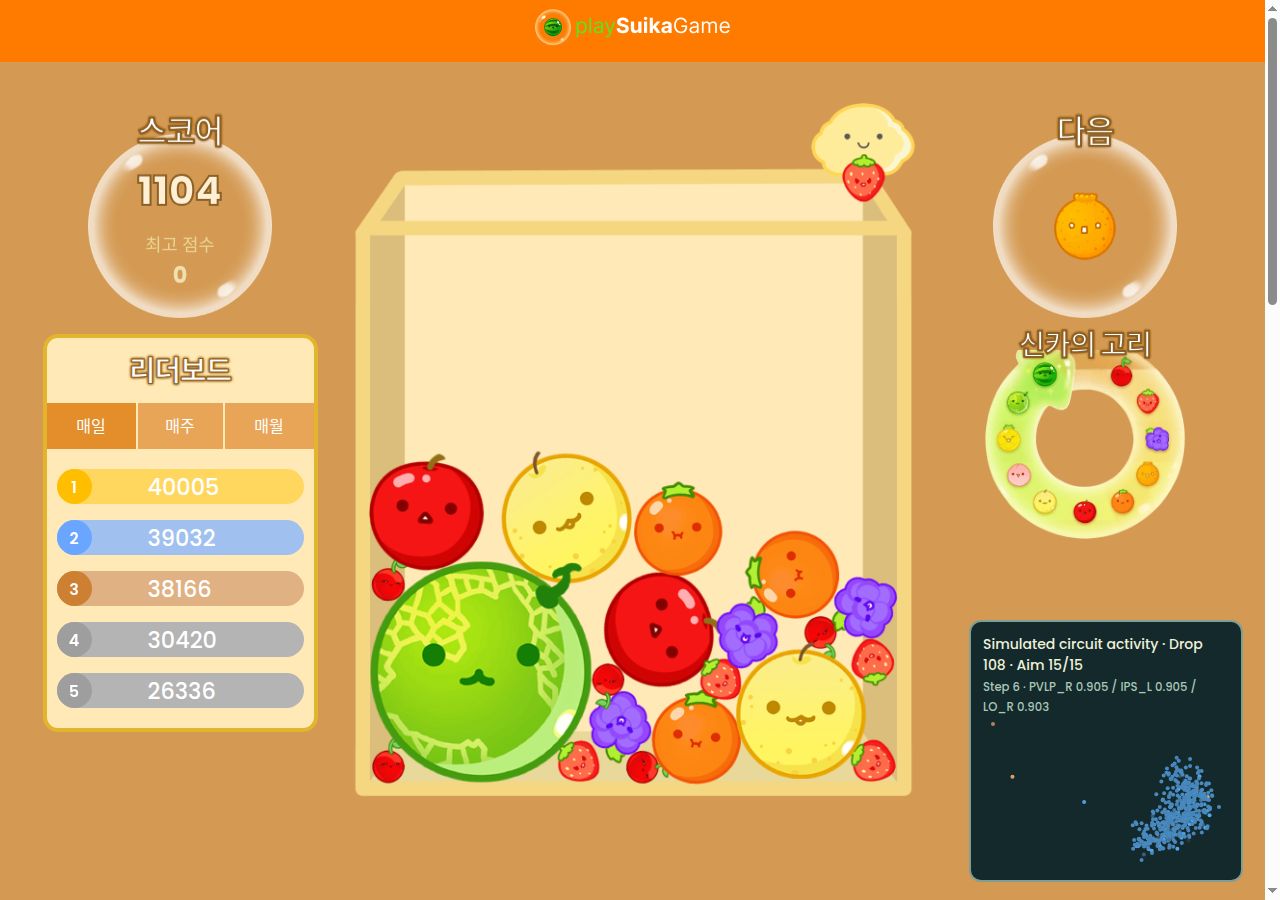 playSuikaGame
스코어
1104
최고 점수
0
다음
신카의 고리
리더보드
매일 매주 매월
1 40005
2 39032
3 38166
4 30420
5 26336
Simulated circuit activity · Drop
108 · Aim 15/15
Step 6 · PVLP_R 0.905 / IPS_L 0.905 /
LO_R 0.903